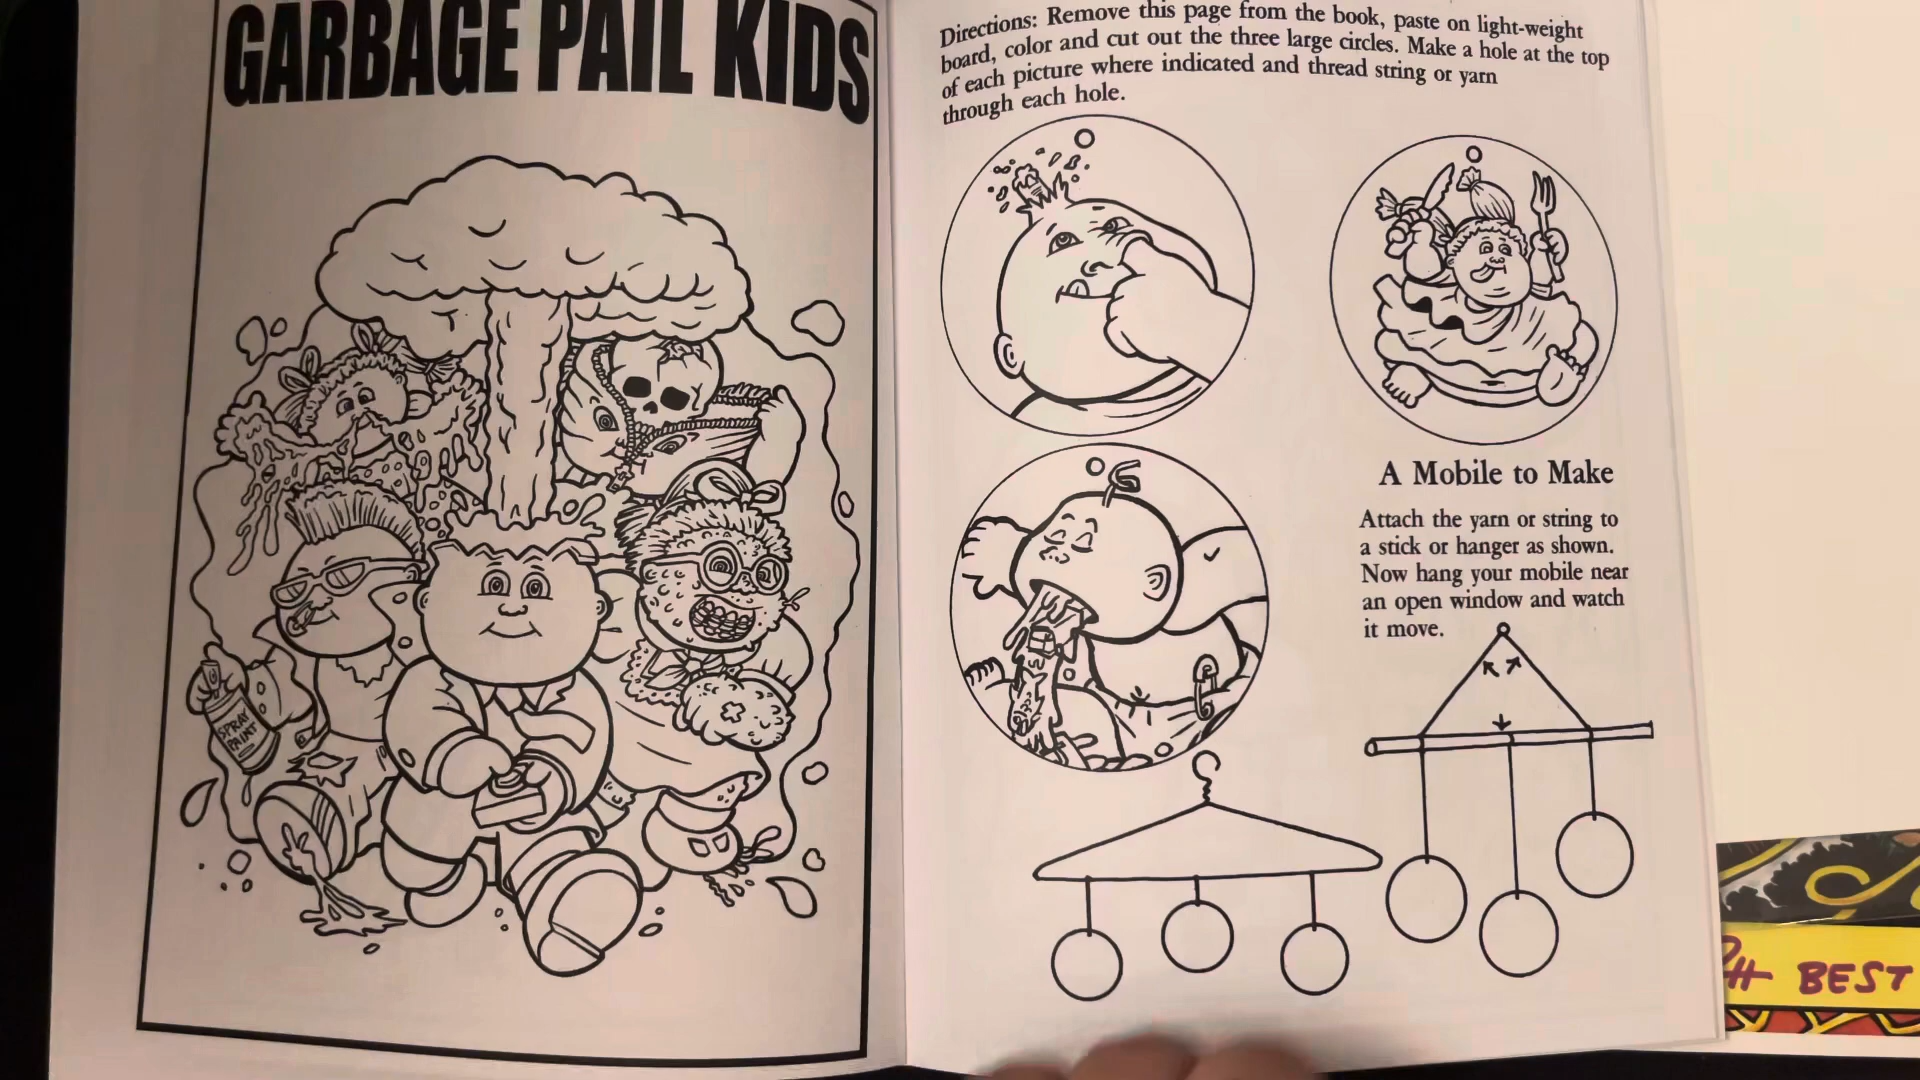 GARBAGE PAIL KIDS
SPRAY
PAINT
Directions: Remove this page from the book, paste on light-weight
board, color and cut out the three large circles. Make a hole at the top
of each picture where indicated and thread string or yarn
through each hole.
A Mobile to Make
Attach the yarn or string to
a stick or hanger as shown.
Now hang your mobile near
an open window and watch
it move.
BEST